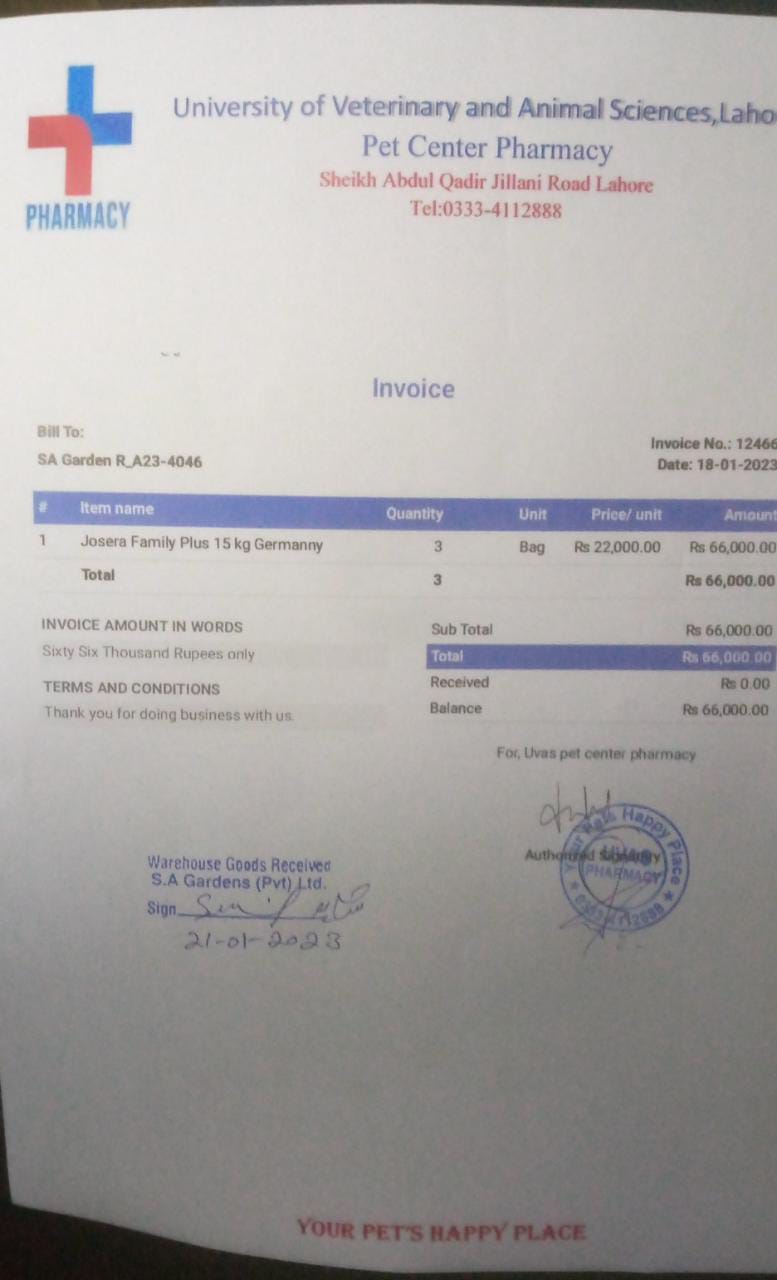 University of Veterinary and Animal Sciences,Laho
Pet Center Pharmacy
Sheikh Abdul Qadir Jillani Road Lahore
Tel:0333-4112888
PHARMACY
Invoice
Bill To:
SA Garden R_A23-4046
Invoice No.: 12466
Date: 18-01-2023
# Item name Quantity Unit Price/ unit Amount
1 Josera Family Plus 15 kg Germanny 3 Bag Rs 22,000.00 Rs 66,000.00
Total 3 Rs 66,000.00
INVOICE AMOUNT IN WORDS
Sixty Six Thousand Rupees only
TERMS AND CONDITIONS
Thank you for doing business with us.
Sub Total Rs 66,000.00
Total Rs 66,000.00
Received Rs 0.00
Balance Rs 66,000.00
For, Uvas pet center pharmacy
Authorized Signatory
Your Pets Happy Place
UVAS
PHARMACY
0333-4112888
Warehouse Goods Received
S.A Gardens (Pvt) Ltd.
Sign
21-01-2023
YOUR PET'S HAPPY PLACE